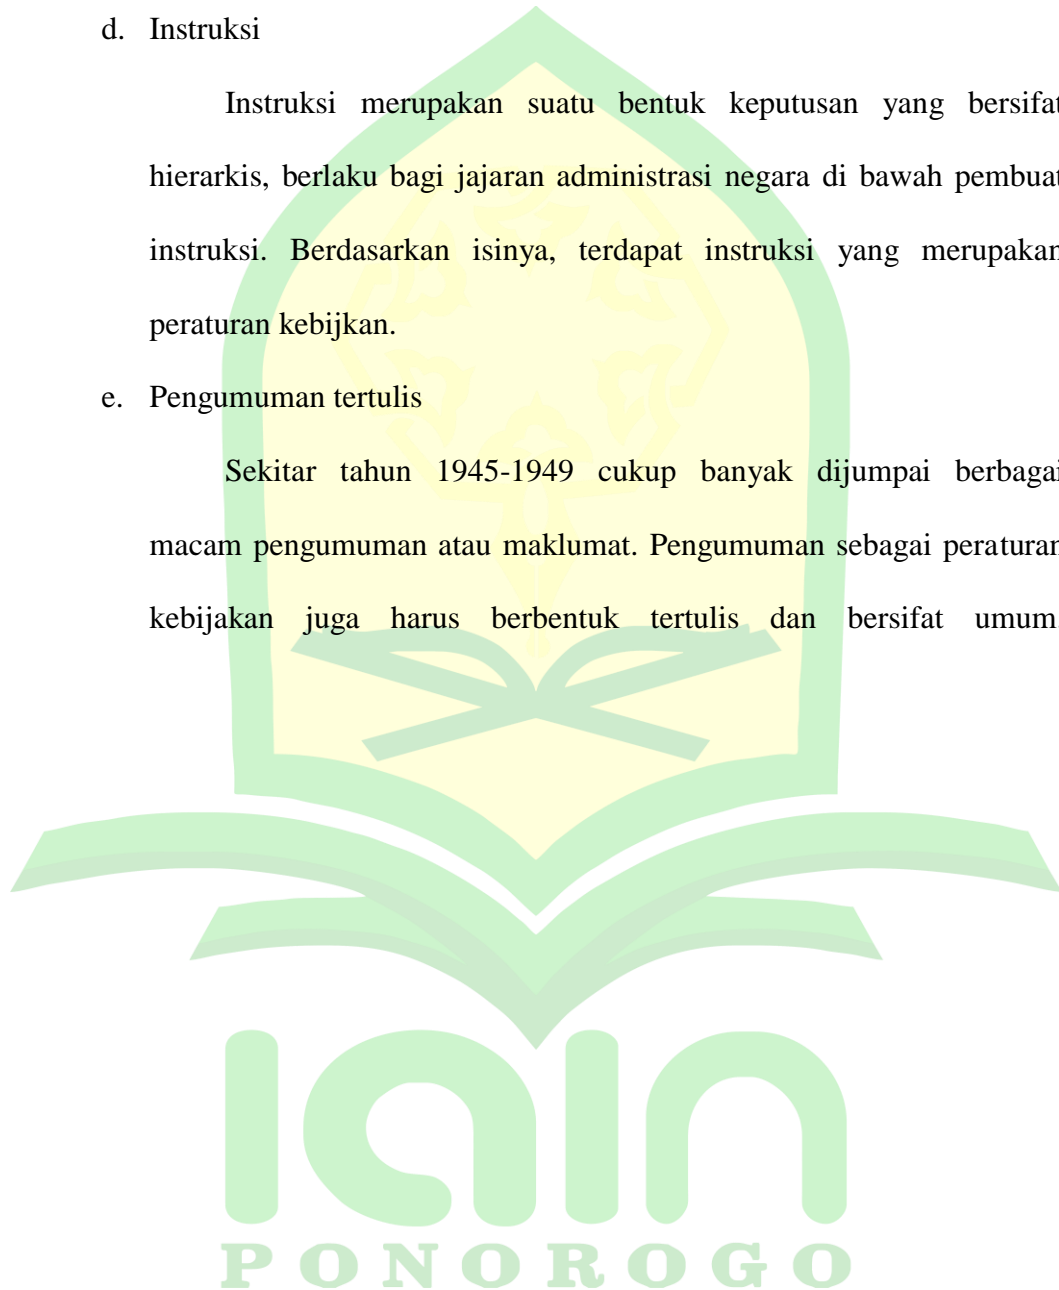 d. Instruksi
Instruksi merupakan suatu bentuk keputusan yang bersifat
hierarkis, berlaku bagi jajaran administrasi negara di bawah pembuat
instruksi. Berdasarkan isinya, terdapat instruksi yang merupakan
peraturan kebijkan.
e. Pengumuman tertulis
Sekitar tahun 1945-1949 cukup banyak dijumpai berbagai
macam pengumuman atau maklumat. Pengumuman sebagai peraturan
kebijakan juga harus berbentuk tertulis dan bersifat umum.
iain
PONOROGO